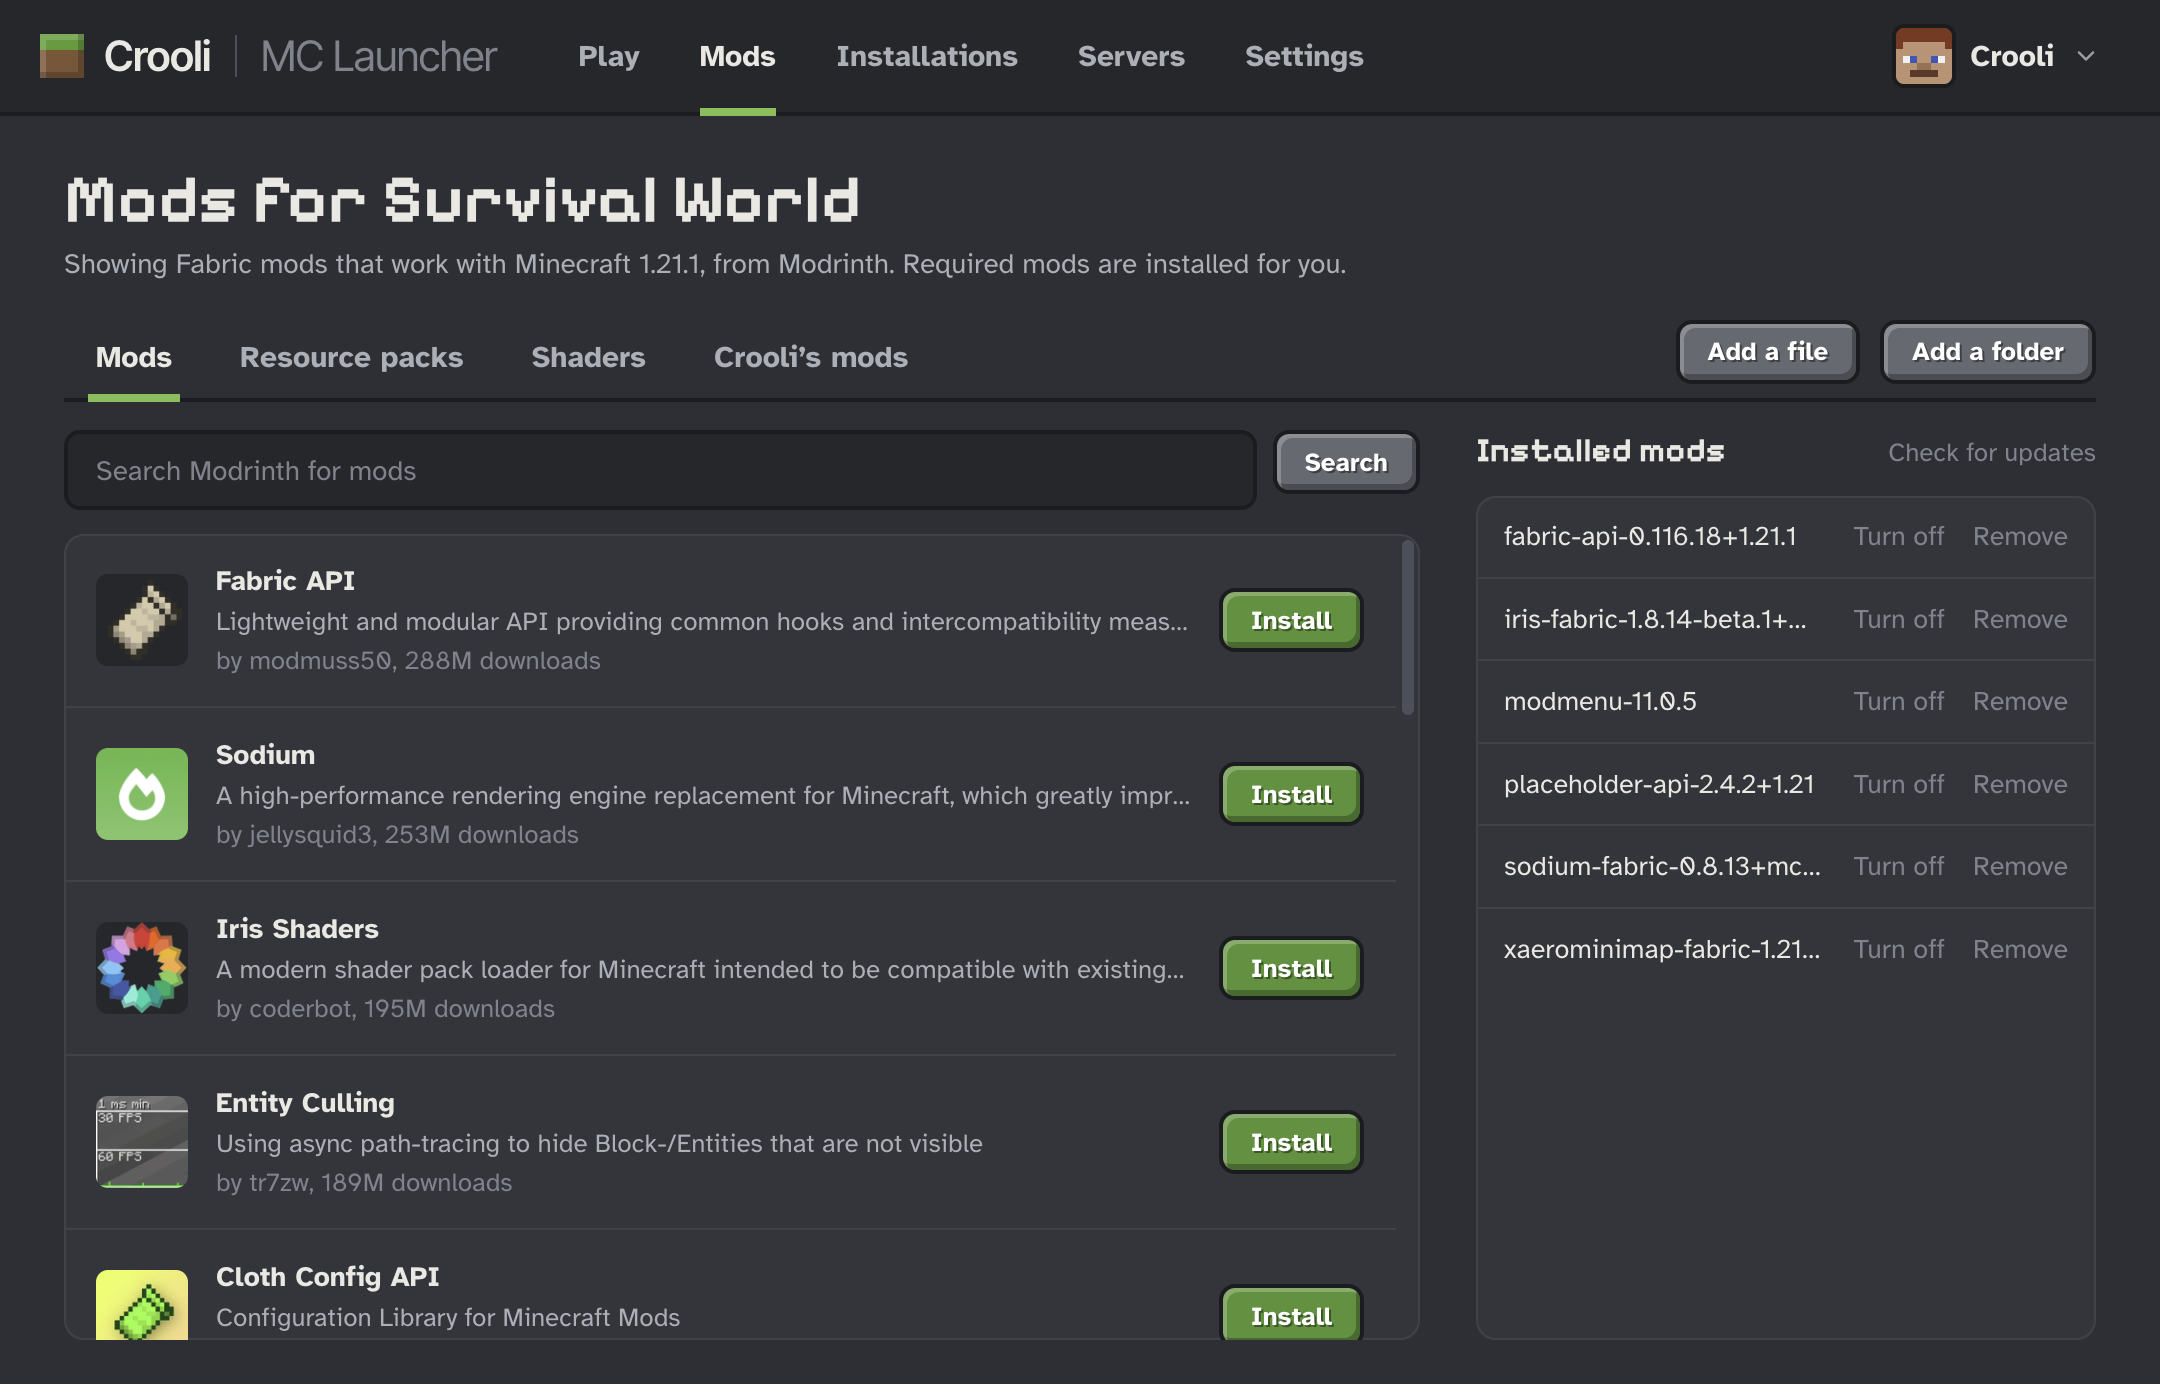 Crooli | MC Launcher
Play
Mods
Installations
Servers
Settings
Crooli
Mods for Survival World
Showing Fabric mods that work with Minecraft 1.21.1, from Modrinth. Required mods are installed for you.
Mods
Resource packs
Shaders
Crooli’s mods
Add a file
Add a folder
Search Modrinth for mods
Search
Fabric API
Lightweight and modular API providing common hooks and intercompatibility meas...
by modmuss50, 288M downloads
Install
Sodium
A high-performance rendering engine replacement for Minecraft, which greatly impr...
by jellysquid3, 253M downloads
Install
Iris Shaders
A modern shader pack loader for Minecraft intended to be compatible with existing...
by coderbot, 195M downloads
Install
1 ms min
30 FPS
60 FPS
Entity Culling
Using async path-tracing to hide Block-/Entities that are not visible
by tr7zw, 189M downloads
Install
Cloth Config API
Configuration Library for Minecraft Mods
Install
Installed mods
Check for updates
fabric-api-0.116.18+1.21.1 Turn off Remove
iris-fabric-1.8.14-beta.1+... Turn off Remove
modmenu-11.0.5 Turn off Remove
placeholder-api-2.4.2+1.21 Turn off Remove
sodium-fabric-0.8.13+mc... Turn off Remove
xaerominimap-fabric-1.21... Turn off Remove